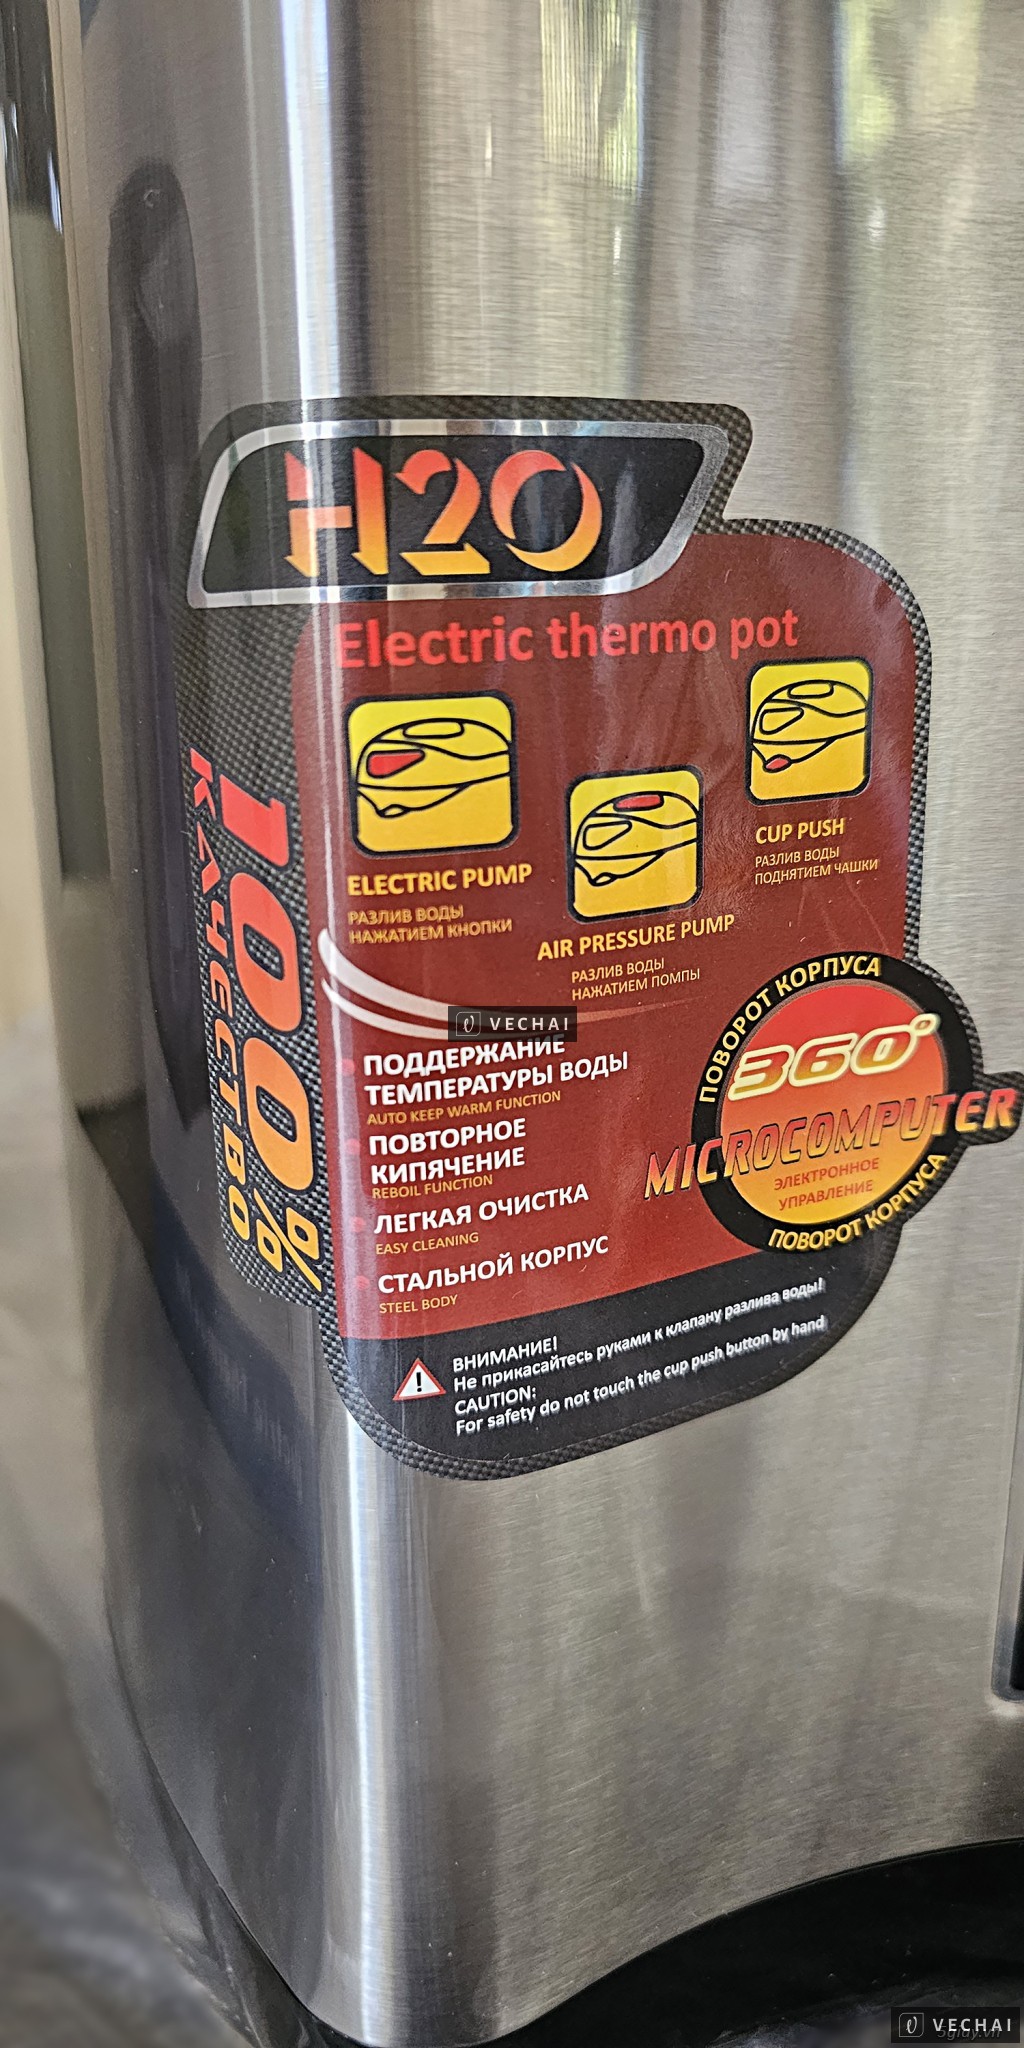 H2O
Electric thermo pot
ELECTRIC PUMP
РАЗЛИВ ВОДЫ
НАЖАТИЕМ КНОПКИ
AIR PRESSURE PUMP
РАЗЛИВ ВОДЫ
НАЖАТИЕМ ПОМПЫ
CUP PUSH
РАЗЛИВ ВОДЫ
ПОДНЯТИЕМ ЧАШКИ
100%
КАЧЕСТВО
VECHAI
ПОДДЕРЖАНИЕ
ТЕМПЕРАТУРЫ ВОДЫ
AUTO KEEP WARM FUNCTION
ПОВТОРНОЕ
КИПЯЧЕНИЕ
REBOIL FUNCTION
ЛЕГКАЯ ОЧИСТКА
EASY CLEANING
СТАЛЬНОЙ КОРПУС
STEEL BODY
ПОВОРОТ КОРПУСА
360°
MICROCOMPUTER
ЭЛЕКТРОННОЕ
УПРАВЛЕНИЕ
ПОВОРОТ КОРПУСА
ВНИМАНИЕ!
Не прикасайтесь руками к клапану разлива воды!
CAUTION:
For safety do not touch the cup push button by hand
VECHAI
5giay.vn